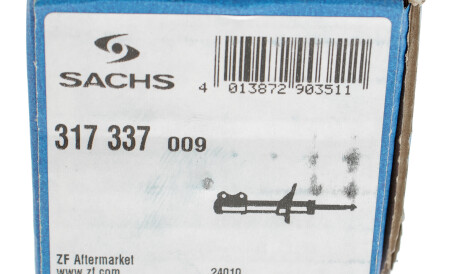 SACHS
4 013872 903511
317 337 009
ZF Aftermarket
www.zf.com
24010